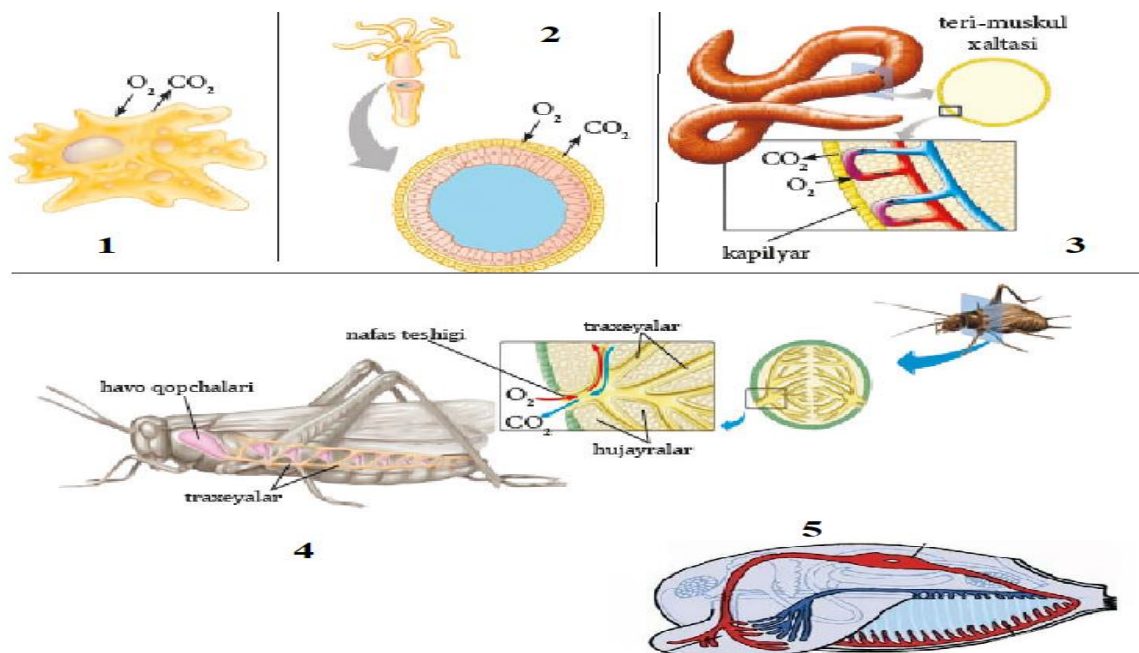 O₂ CO₂
1
2
O₂
CO₂
teri-muskul
xaltasi
CO₂
O₂
kapilyar
3
havo qopchalari
traxeyalar
nafas teshigi
traxeyalar
O₂
CO₂
hujayralar
4
5